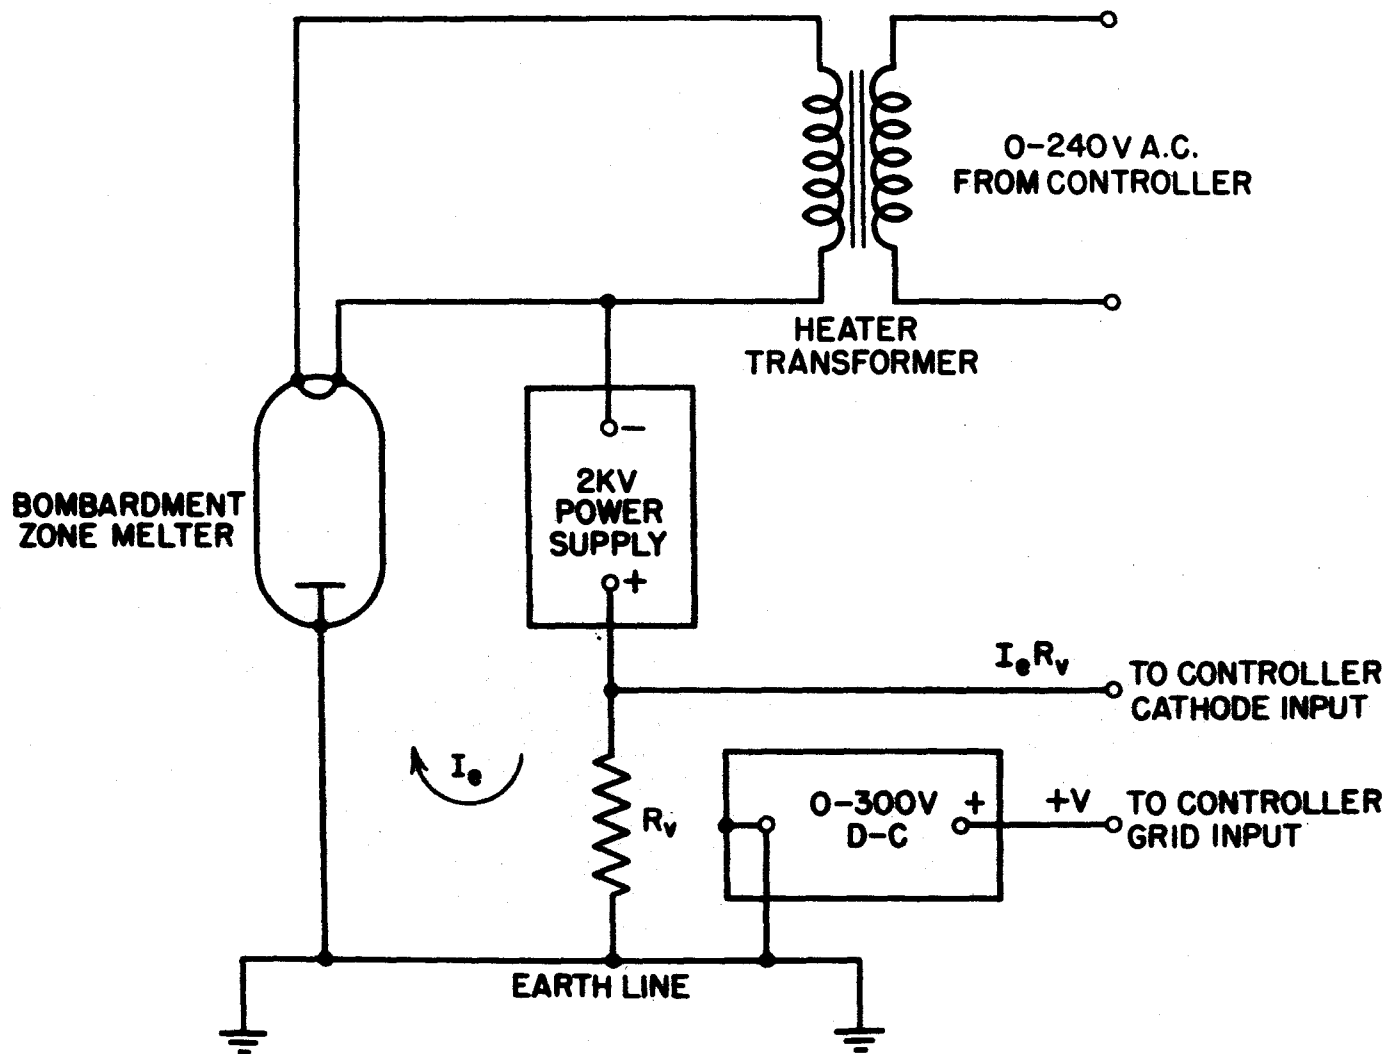 0-240V A.C.
FROM CONTROLLER
HEATER
TRANSFORMER
−
2KV
POWER
SUPPLY
+
BOMBARDMENT
ZONE MELTER
IeRv
TO CONTROLLER
CATHODE INPUT
Ie
Rv
0-300V
D-C
+
+V
TO CONTROLLER
GRID INPUT
EARTH LINE